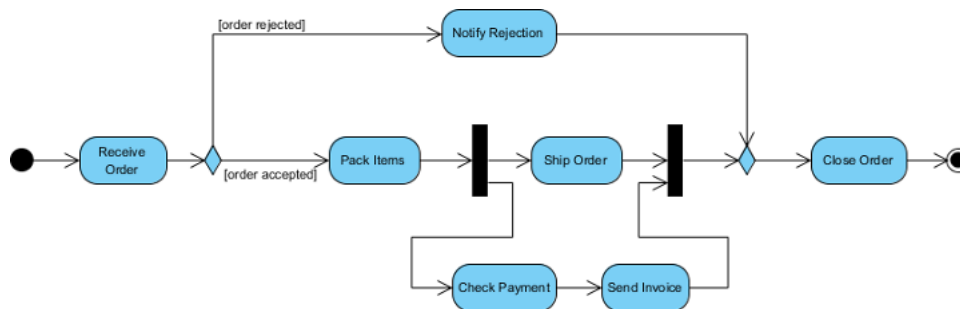 [order rejected]
Notify Rejection
Receive
Order
[order accepted]
Pack Items
Ship Order
Close Order
Check Payment
Send Invoice